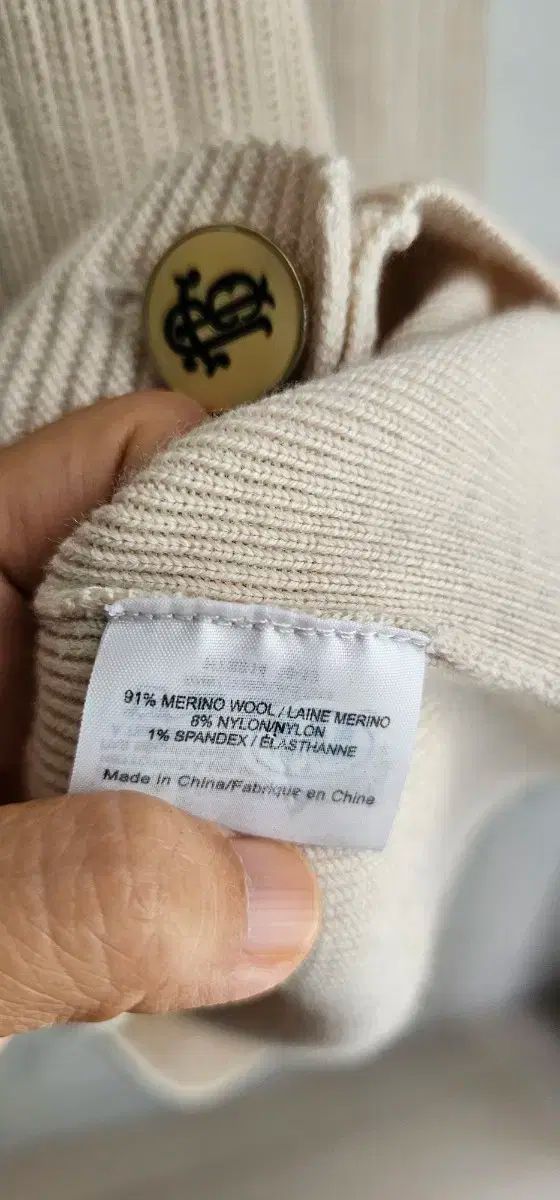 91% MERINO WOOL / LAINE MERINO
8% NYLON/NYLON
1% SPANDEX / ÉLASTHANNE
Made in China/Fabriqué en Chine